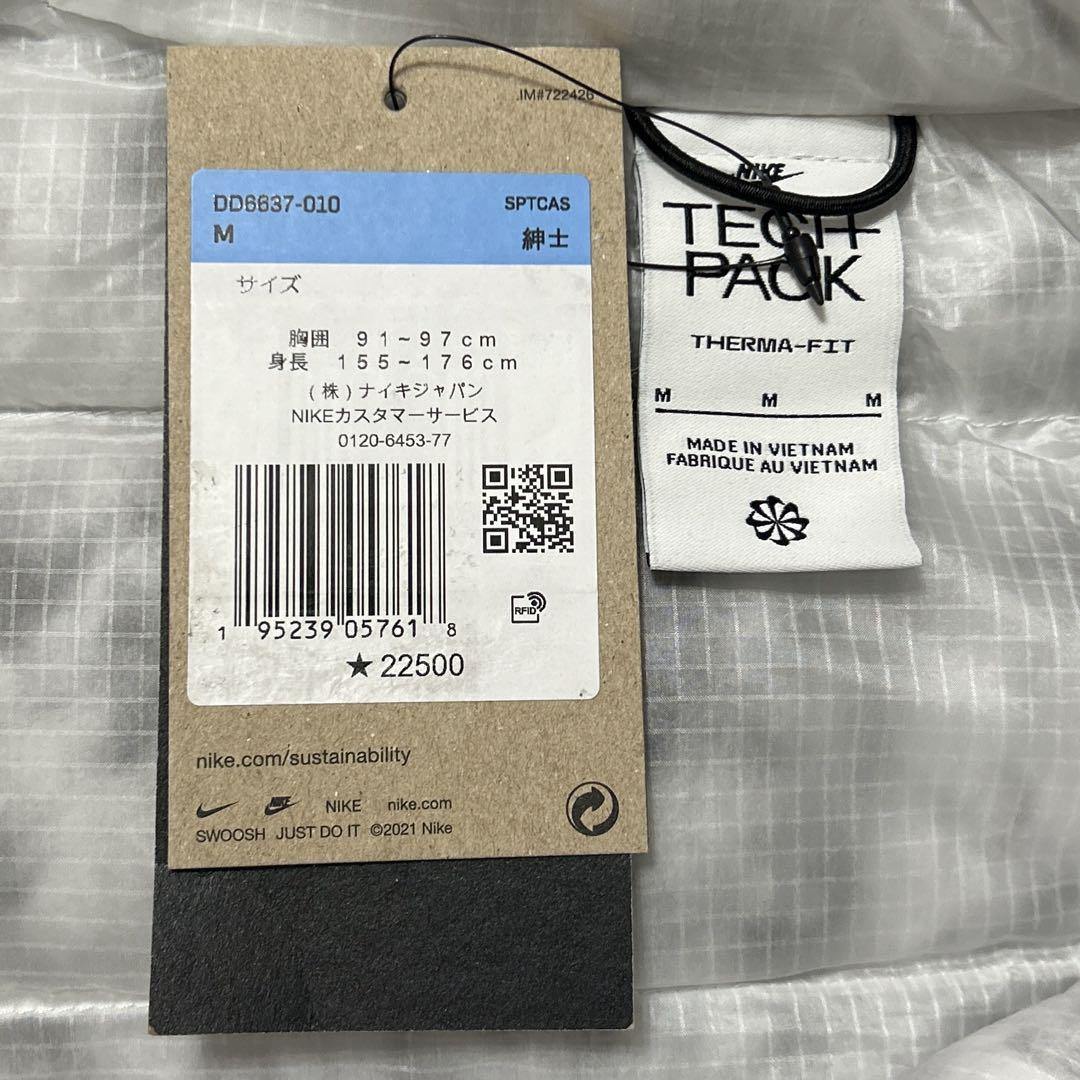 .IM#722426
DD6637-010
SPTCAS
M
紳士
サイズ
胸囲 91~97cm
身長 155~176cm
(株)ナイキジャパン
NIKEカスタマーサービス
0120-6453-77
RFID
1 95239 05761 8
★22500
nike.com/sustainability
NIKE nike.com
SWOOSH JUST DO IT ©2021 Nike
NIKE
TECH
PACK
THERMA-FIT
M M M
MADE IN VIETNAM
FABRIQUE AU VIETNAM